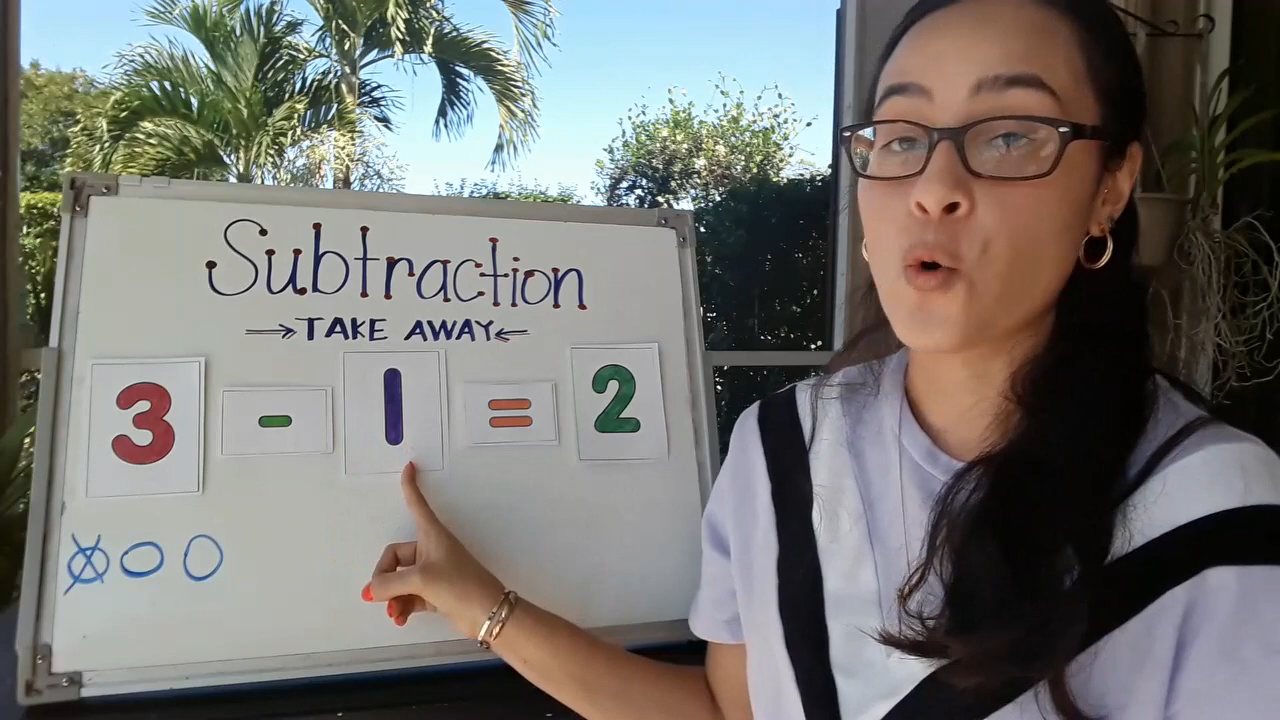 Subtraction
→TAKE AWAY←
3 - 1 = 2